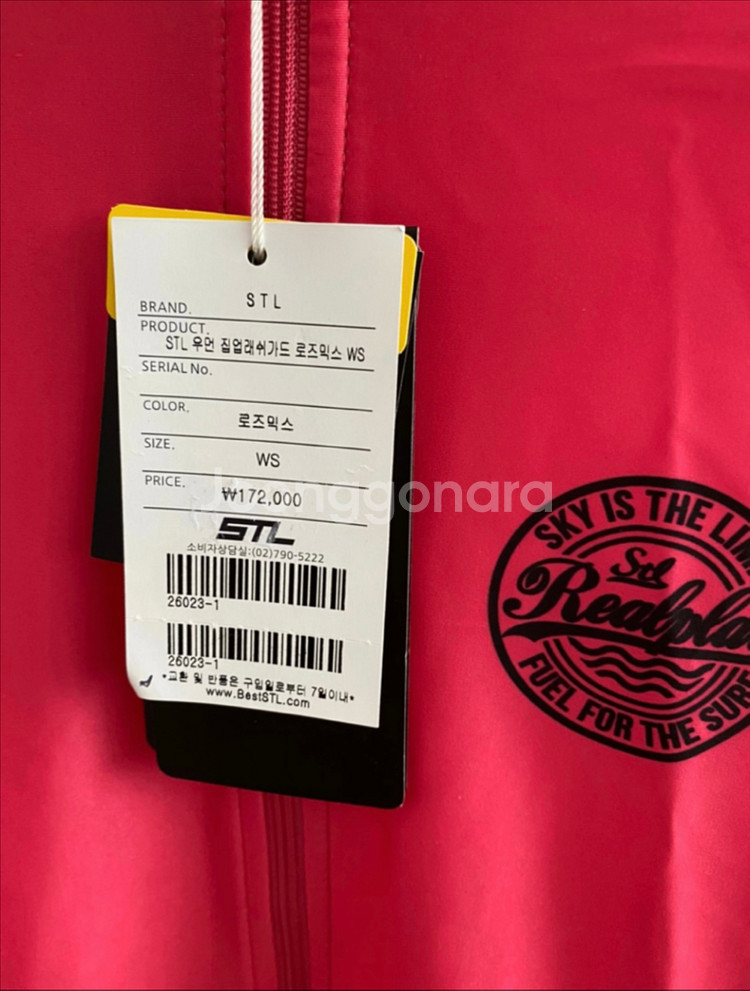 BRAND. STL
PRODUCT.
STL 우먼 집업래쉬가드 로즈믹스 WS
SERIAL No.
COLOR.
로즈믹스
SIZE.
WS
PRICE.
₩172,000
STL
소비자상담실:(02)790-5222
26023-1
26023-1
*교환 및 반품은 구입일로부터 7일이내*
www.BestSTL.com
joonggonara
SKY IS THE LIM
Stl
Realpla
FUEL FOR THE SUP